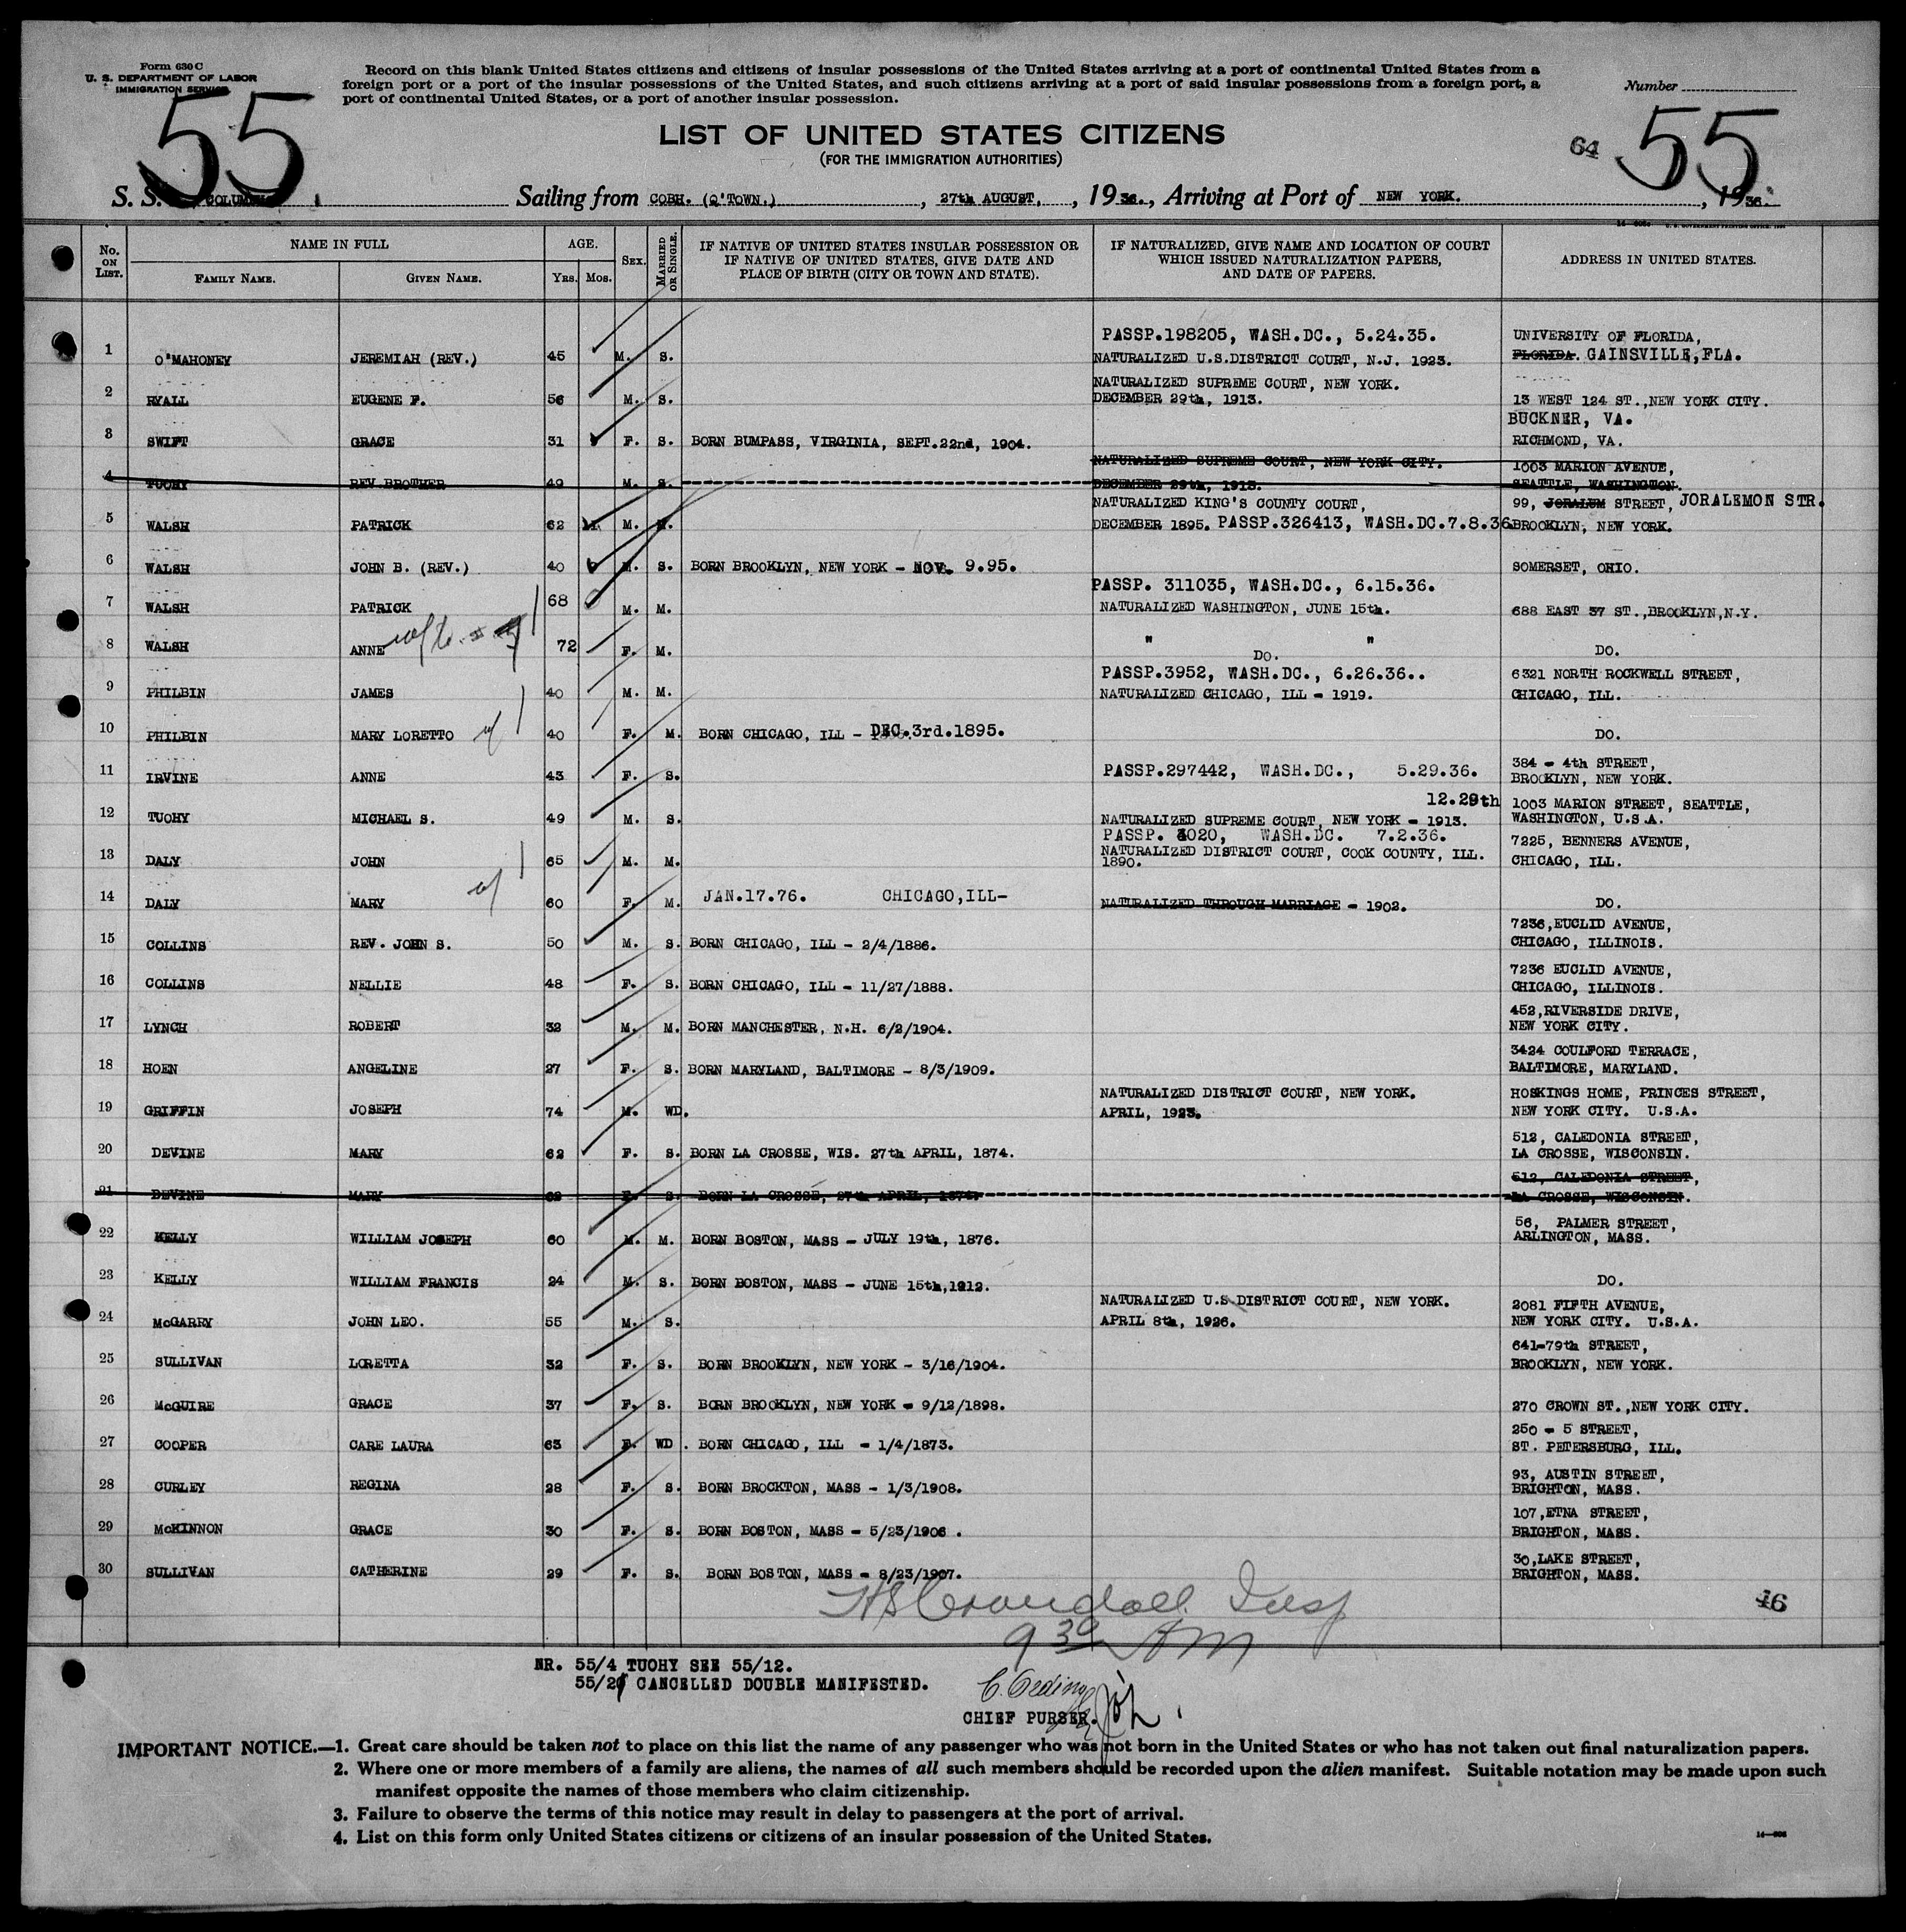 Form 630 C
U. S. DEPARTMENT OF LABOR
IMMIGRATION SERVICE
Record on this blank United States citizens and citizens of insular possessions of the United States arriving at a port of continental United States from a
foreign port or a port of the insular possessions of the United States, and such citizens arriving at a port of said insular possessions from a foreign port, a
port of continental United States, or a port of another insular possession.
Number
55
LIST OF UNITED STATES CITIZENS
(FOR THE IMMIGRATION AUTHORITIES)
64 55
S. S. Sailing from COBH. (Q'TOWN.), 27th AUGUST, , 1936., Arriving at Port of NEW YORK. , 1936.
No. ON LIST. NAME IN FULL FAMILY NAME. GIVEN NAME. AGE. YRS. MOS. SEX. MARRIED OR SINGLE. IF NATIVE OF UNITED STATES INSULAR POSSESSION OR IF NATIVE OF UNITED STATES, GIVE DATE AND PLACE OF BIRTH (CITY OR TOWN AND STATE). IF NATURALIZED, GIVE NAME AND LOCATION OF COURT WHICH ISSUED NATURALIZATION PAPERS, AND DATE OF PAPERS. ADDRESS IN UNITED STATES.
PASSP.198205, WASH.DC., 5.24.35. UNIVERSITY OF FLORIDA,
1 O'MAHONEY JEREMIAH (REV.) 45 M. S. NATURALIZED U.S.DISTRICT COURT, N.J. 1923. FLORIDA. GAINSVILLE,FLA.
NATURALIZED SUPREME COURT, NEW YORK.
2 RYALL EUGENE F. 56 M. S. DECEMBER 29th, 1913. 13 WEST 124 ST.,NEW YORK CITY.
BUCKNER, VA.
3 SWIFT GRACE 31 F. S. BORN BUMPASS, VIRGINIA, SEPT.22nd, 1904. RICHMOND, VA.
NATURALIZED SUPREME COURT, NEW YORK CITY. 1003 MARION AVENUE,
4 TUOHY REV BROTHER 49 M. S. DECEMBER 29th, 1913. SEATTLE, WASHINGTON.
NATURALIZED KING'S COUNTY COURT, 99, JORALUM STREET, JORALEMON STR.
5 WALSH PATRICK 62 M. M. DECEMBER 1895. PASSP.326413, WASH.DC.7.8.36 BROOKLYN, NEW YORK.
6 WALSH JOHN B. (REV.) 40 M. S. BORN BROOKLYN, NEW YORK - NOV. 9.95. SOMERSET, OHIO.
PASSP. 311035, WASH.DC., 6.15.36.
7 WALSH PATRICK 68 M. M. NATURALIZED WASHINGTON, JUNE 15th. 688 EAST 37 ST.,BROOKLYN,N.Y.
8 WALSH ANNE 72 F. M. " DO. " DO.
PASSP.3952, WASH.DC., 6.26.36.. 6321 NORTH ROCKWELL STREET,
9 PHILBIN JAMES 40 M. M. NATURALIZED CHICAGO, ILL - 1919. CHICAGO, ILL.
10 PHILBIN MARY LORETTO w/ 40 F. M. BORN CHICAGO, ILL - DEC.3rd.1895. DO.
384 - 4th STREET,
11 IRVINE ANNE 43 F. S. PASSP.297442, WASH.DC., 5.29.36. BROOKLYN, NEW YORK.
12.29th 1003 MARION STREET, SEATTLE,
12 TUOHY MICHAEL S. 49 M. S. NATURALIZED SUPREME COURT, NEW YORK - 1913. WASHINGTON, U.S.A.
PASSP. 4020, WASH.DC. 7.2.36. 7225, BENNERS AVENUE,
13 DALY JOHN 65 M. M. NATURALIZED DISTRICT COURT, COOK COUNTY, ILL. 1890. CHICAGO, ILL.
14 DALY MARY w/ 60 F. M. JAN.17.76. CHICAGO,ILL- NATURALIZED THROUGH MARRIAGE - 1902. DO.
7236,EUCLID AVENUE,
15 COLLINS REV. JOHN S. 50 M. S. BORN CHICAGO, ILL - 2/4/1886. CHICAGO, ILLINOIS.
7236 EUCLID AVENUE,
16 COLLINS NELLIE 48 F. S. BORN CHICAGO, ILL - 11/27/1888. CHICAGO, ILLINOIS.
452,RIVERSIDE DRIVE,
17 LYNCH ROBERT 32 M. M. BORN MANCHESTER, N.H. 6/2/1904. NEW YORK CITY.
3424 COULFORD TERRACE,
18 HOEN ANGELINE 27 F. S. BORN MARYLAND, BALTIMORE - 8/3/1909. BALTIMORE, MARYLAND.
NATURALIZED DISTRICT COURT, NEW YORK. HOSKINGS HOME, PRINCES STREET,
19 GRIFFIN JOSEPH 74 M. WD. APRIL, 1923. NEW YORK CITY. U.S.A.
512, CALEDONIA STREET,
20 DEVINE MARY 62 F. S. BORN LA CROSSE, WIS. 27th APRIL, 1874. LA CROSSE, WISCONSIN.
512, CALEDONIA STREET,
21 DEVINE MARY 62 F. S. BORN LA CROSSE, 27th APRIL, 1874. LA CROSSE, WISCONSIN.
56, PALMER STREET,
22 KELLY WILLIAM JOSEPH 60 M. M. BORN BOSTON, MASS - JULY 19th, 1876. ARLINGTON, MASS.
23 KELLY WILLIAM FRANCIS 24 M. S. BORN BOSTON, MASS - JUNE 15th,1912. DO.
NATURALIZED U.S.DISTRICT COURT, NEW YORK. 2081 FIFTH AVENUE,
24 McGARRY JOHN LEO. 55 M. S. APRIL 8th, 1926. NEW YORK CITY. U.S.A.
641-79th STREET,
25 SULLIVAN LORETTA 32 F. S. BORN BROOKLYN, NEW YORK - 3/16/1904. BROOKLYN, NEW YORK.
26 McGUIRE GRACE 37 F. S. BORN BROOKLYN, NEW YORK - 9/12/1898. 270 CROWN ST.,NEW YORK CITY.
250 - 5 STREET,
27 COOPER CARE LAURA 63 F. WD. BORN CHICAGO, ILL - 1/4/1873. ST. PETERSBURG, ILL.
93, AUSTIN STREET,
28 CURLEY REGINA 28 F. S. BORN BROCKTON, MASS - 1/3/1908. BRIGHTON, MASS.
107,ETNA STREET,
29 McKINNON GRACE 30 F. S. BORN BOSTON, MASS - 5/23/1906 . BRIGHTON, MASS.
30,LAKE STREET,
30 SULLIVAN CATHERINE 29 F. S. BORN BOSTON, MASS - 8/23/1907. BRIGHTON, MASS.
HS Crandall Insp
46
9 30 AM
NR. 55/4 TUOHY SEE 55/12.
55/21 CANCELLED DOUBLE MANIFESTED.
CHIEF PURSER.
IMPORTANT NOTICE.—1. Great care should be taken not to place on this list the name of any passenger who was not born in the United States or who has not taken out final naturalization papers.
2. Where one or more members of a family are aliens, the names of all such members should be recorded upon the alien manifest. Suitable notation may be made upon such
manifest opposite the names of those members who claim citizenship.
3. Failure to observe the terms of this notice may result in delay to passengers at the port of arrival.
4. List on this form only United States citizens or citizens of an insular possession of the United States.